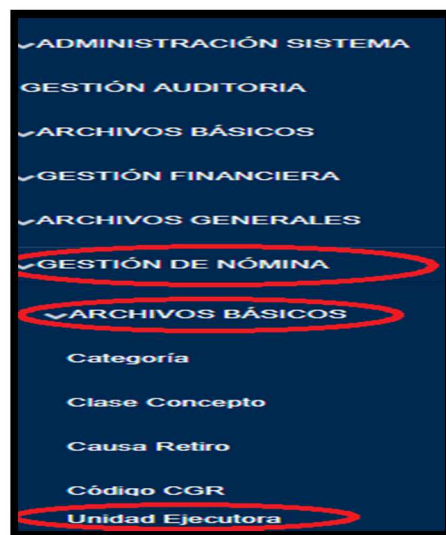 ADMINISTRACIÓN SISTEMA
GESTIÓN AUDITORIA
ARCHIVOS BÁSICOS
GESTIÓN FINANCIERA
ARCHIVOS GENERALES
GESTIÓN DE NÓMINA
ARCHIVOS BÁSICOS
Categoría
Clase Concepto
Causa Retiro
Código CGR
Unidad Ejecutora